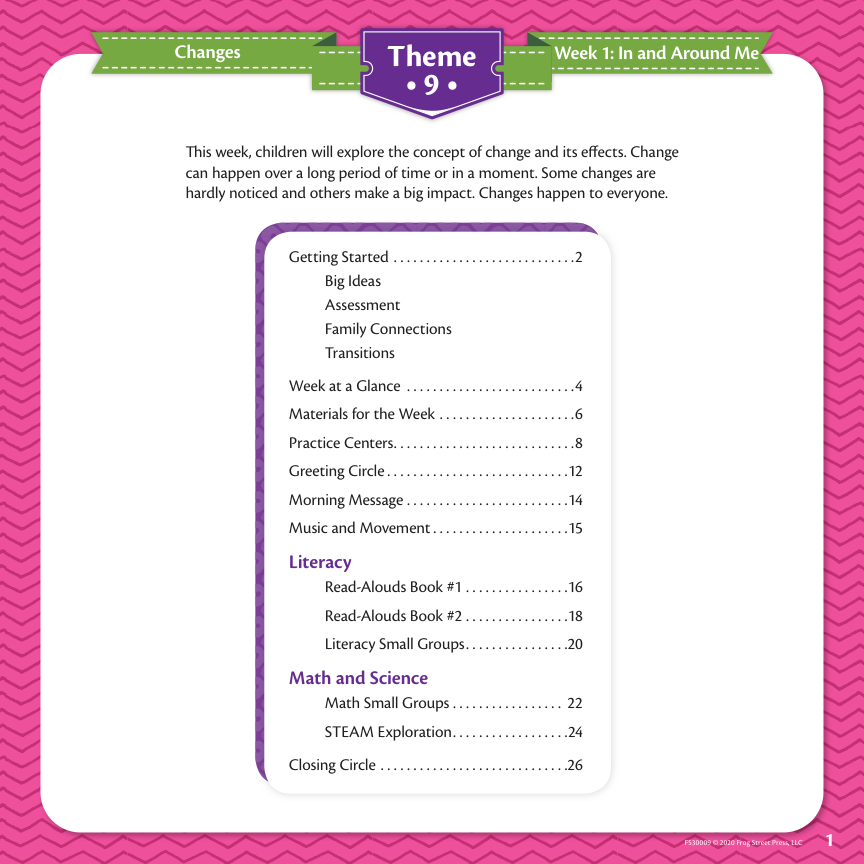 Changes
Theme
• 9 •
Week 1: In and Around Me
This week, children will explore the concept of change and its effects. Change
can happen over a long period of time or in a moment. Some changes are
hardly noticed and others make a big impact. Changes happen to everyone.
Getting Started . . . . . . . . . . . . . . . . . . . . . . . . . . . .2
Big Ideas
Assessment
Family Connections
Transitions
Week at a Glance . . . . . . . . . . . . . . . . . . . . . . . . . .4
Materials for the Week . . . . . . . . . . . . . . . . . . . . .6
Practice Centers. . . . . . . . . . . . . . . . . . . . . . . . . . . .8
Greeting Circle . . . . . . . . . . . . . . . . . . . . . . . . . . . .12
Morning Message . . . . . . . . . . . . . . . . . . . . . . . . .14
Music and Movement . . . . . . . . . . . . . . . . . . . . .15
Literacy
Read-Alouds Book #1 . . . . . . . . . . . . . . . .16
Read-Alouds Book #2 . . . . . . . . . . . . . . . .18
Literacy Small Groups. . . . . . . . . . . . . . . .20
Math and Science
Math Small Groups . . . . . . . . . . . . . . . . . 22
STEAM Exploration. . . . . . . . . . . . . . . . . .24
Closing Circle . . . . . . . . . . . . . . . . . . . . . . . . . . . . .26
FS30009 © 2020 Frog Street Press, LLC
1